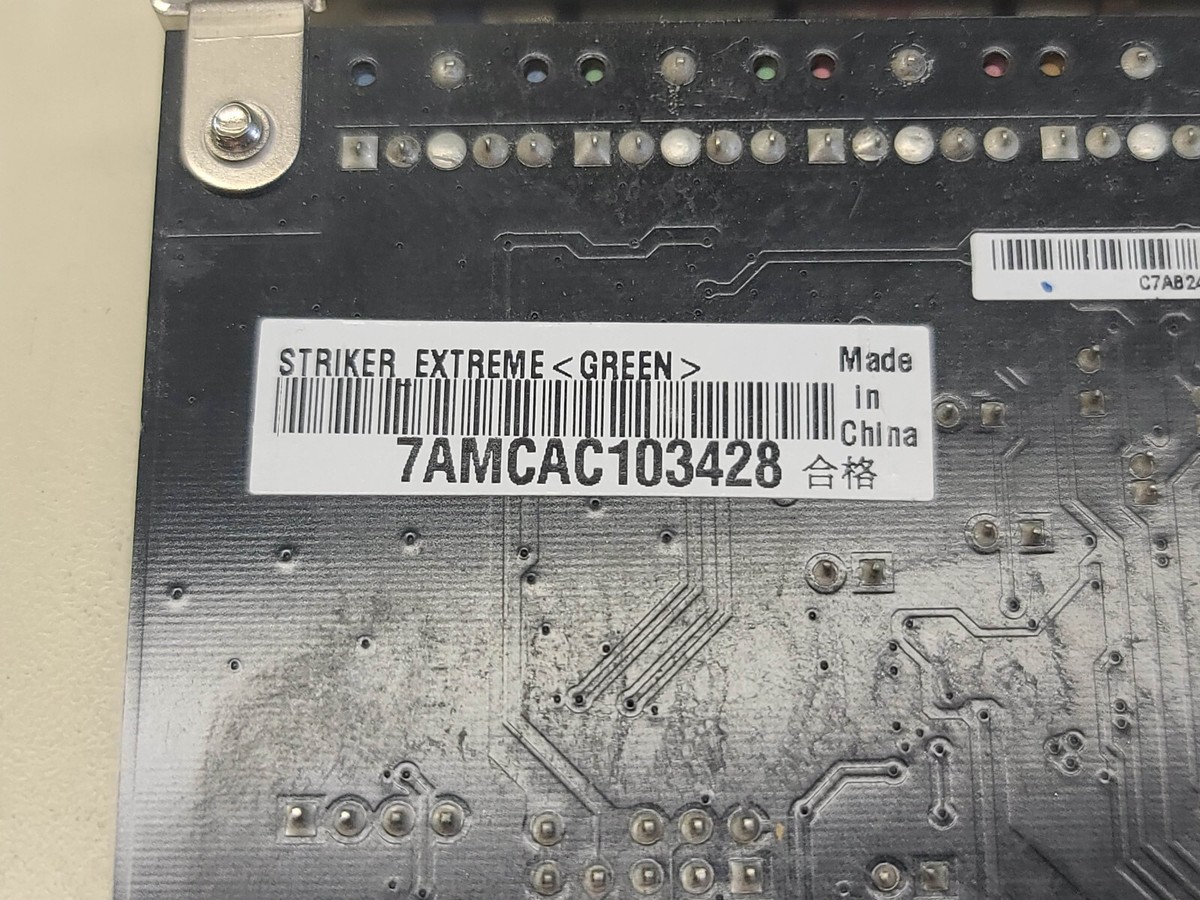 C7AB24
STRIKER EXTREME<GREEN>
Made
in
China
7AMCAC103428
合格